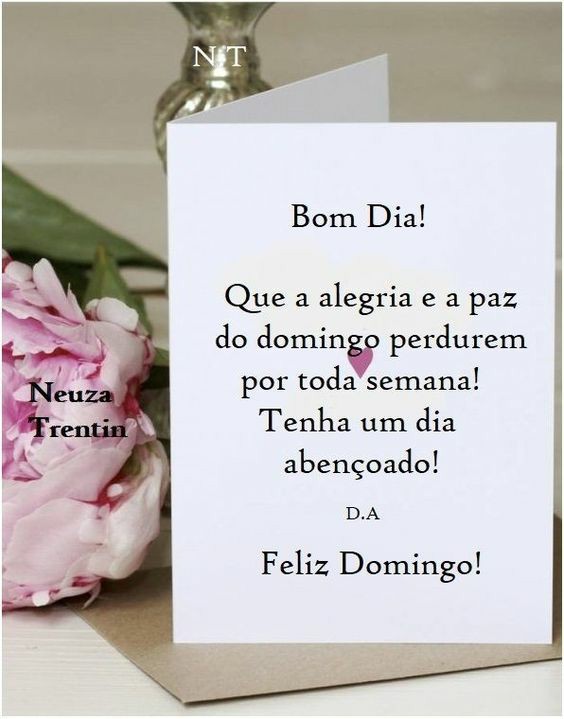 N.T
Bom Dia!
Que a alegria e a paz
do domingo perdurem
por toda semana!
Tenha um dia
abençoado!
D.A
Feliz Domingo!
Neuza
Trentin